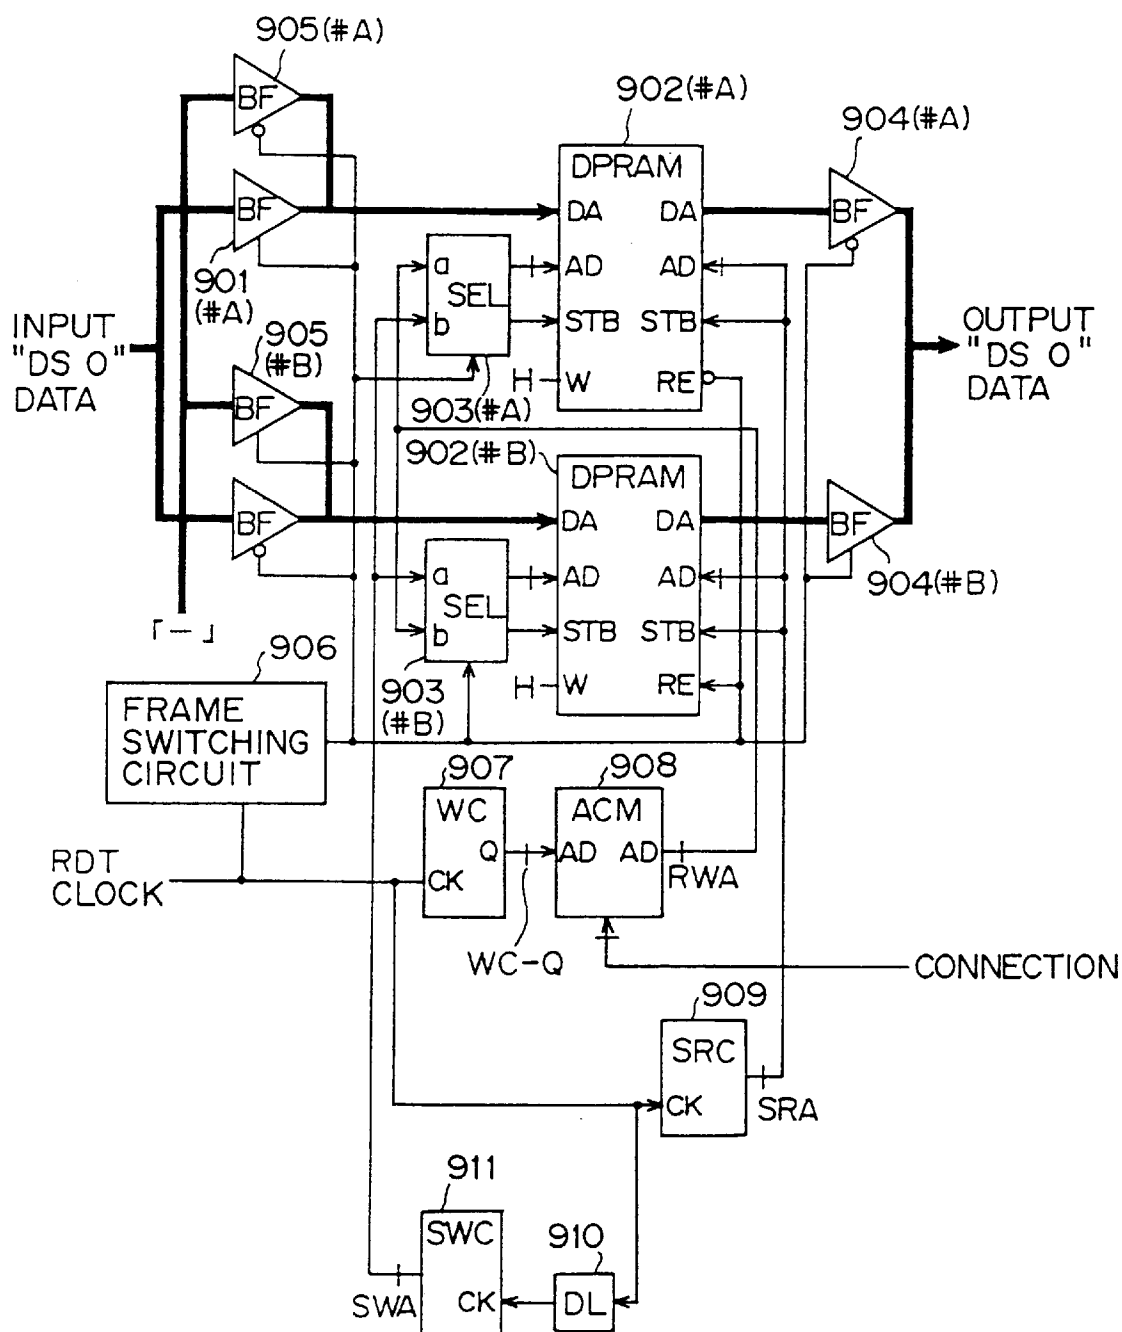 905(#A)
BF
902(#A)
904(#A)
DPRAM
BF
DA
DA
BF
901
(#A)
a
SEL
b
AD
AD
STB
STB
INPUT
"DS 0"
DATA
905
(#B)
OUTPUT
"DS 0"
DATA
H
W
RE
903(#A)
BF
902(#B)
DPRAM
BF
DA
DA
BF
904(#B)
a
SEL
b
AD
AD
STB
STB
「-」
903
(#B)
H
W
RE
906
FRAME
SWITCHING
CIRCUIT
907
WC
Q
CK
908
ACM
AD
AD
RWA
RDT
CLOCK
WC-Q
CONNECTION
909
SRC
CK
SRA
911
SWC
CK
910
DL
SWA